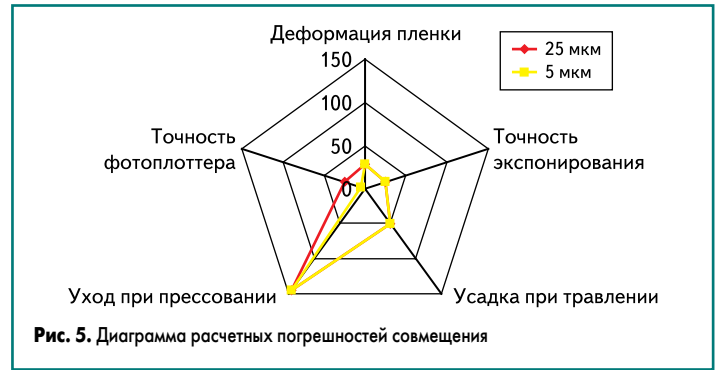 Деформация пленки
25 мкм
5 мкм
150
100
50
0
Точность
фотоплоттера
Точность
экспонирования
Уход при прессовании
Усадка при травлении
Рис. 5. Диаграмма расчетных погрешностей совмещения